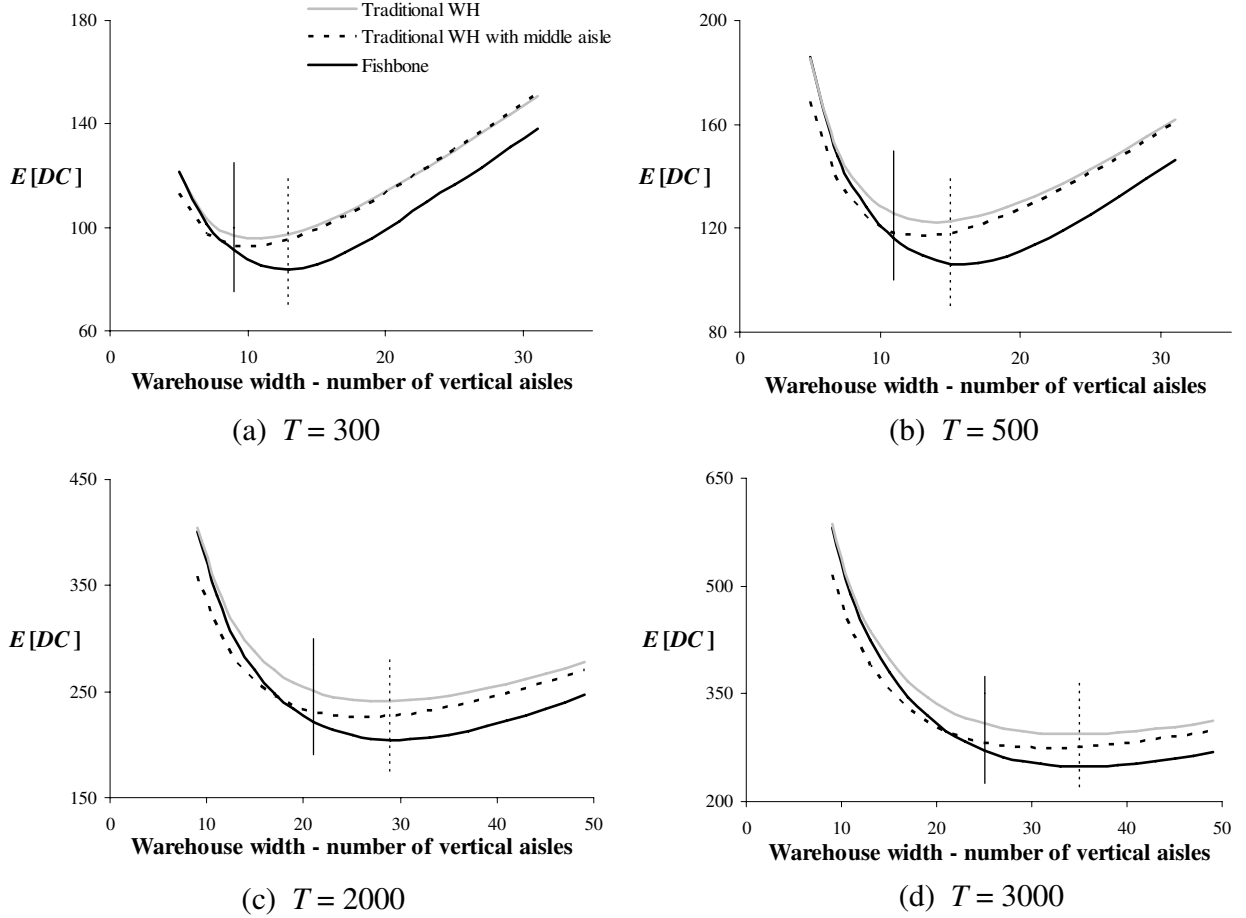 Traditional WH
Traditional WH with middle aisle
Fishbone
180
140
100
60
E[DC]
0 10 20 30
Warehouse width - number of vertical aisles
(a) T = 300
200
160
120
80
E[DC]
0 10 20 30
Warehouse width - number of vertical aisles
(b) T = 500
450
350
250
150
E[DC]
0 10 20 30 40 50
Warehouse width - number of vertical aisles
(c) T = 2000
650
500
350
200
E[DC]
0 10 20 30 40 50
Warehouse width - number of vertical aisles
(d) T = 3000